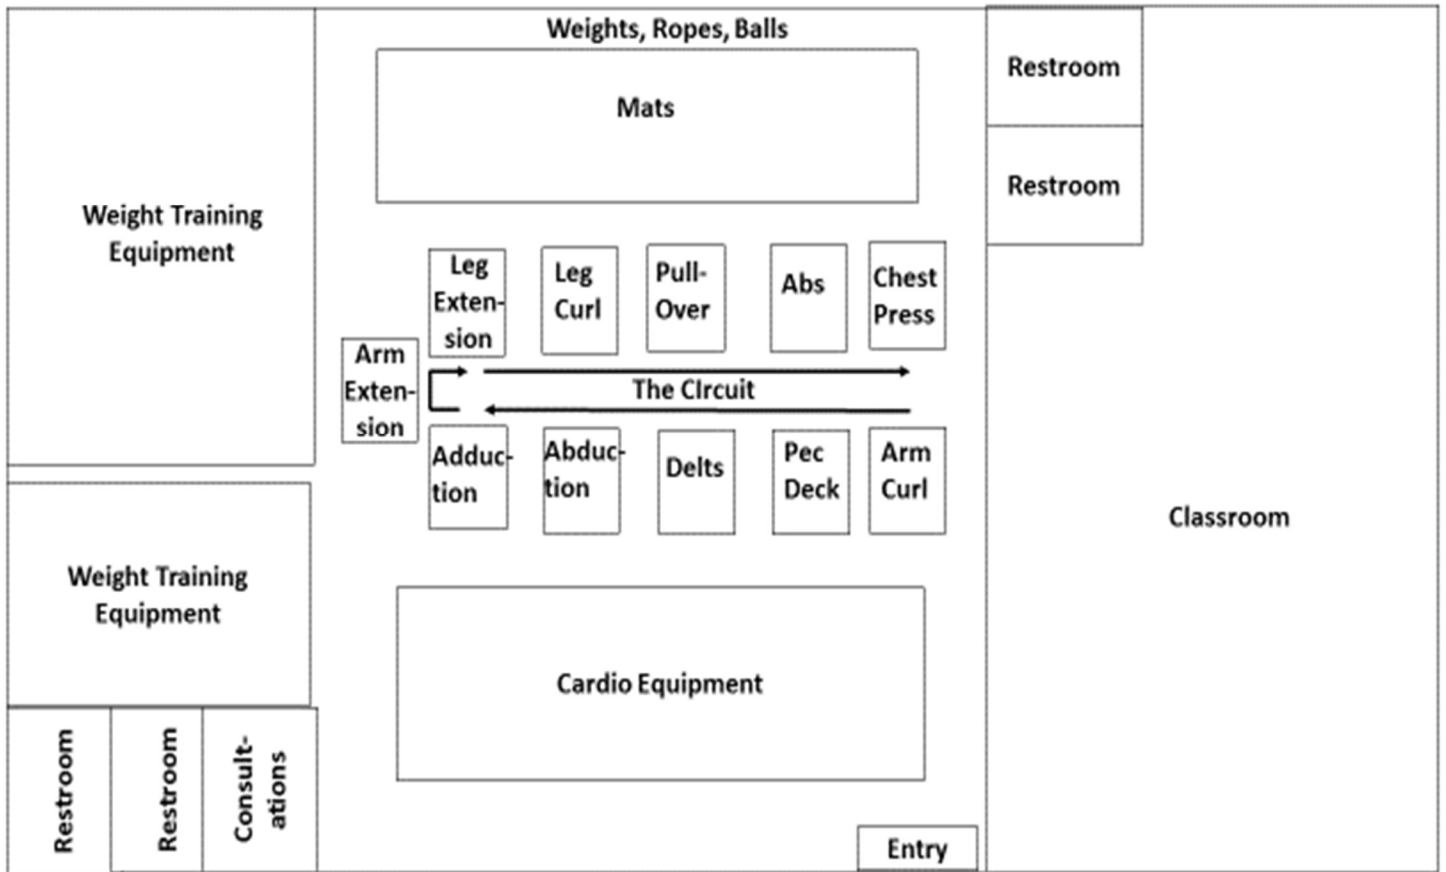 Weights, Ropes, Balls
Mats
Restroom
Restroom
Weight Training
Equipment
Leg
Exten-
sion
Leg
Curl
Pull-
Over
Abs
Chest
Press
Arm
Exten-
sion
The CIrcuit
Adduc-
tion
Abduc-
tion
Delts
Pec
Deck
Arm
Curl
Classroom
Weight Training
Equipment
Cardio Equipment
Restroom
Restroom
Consult-
ations
Entry